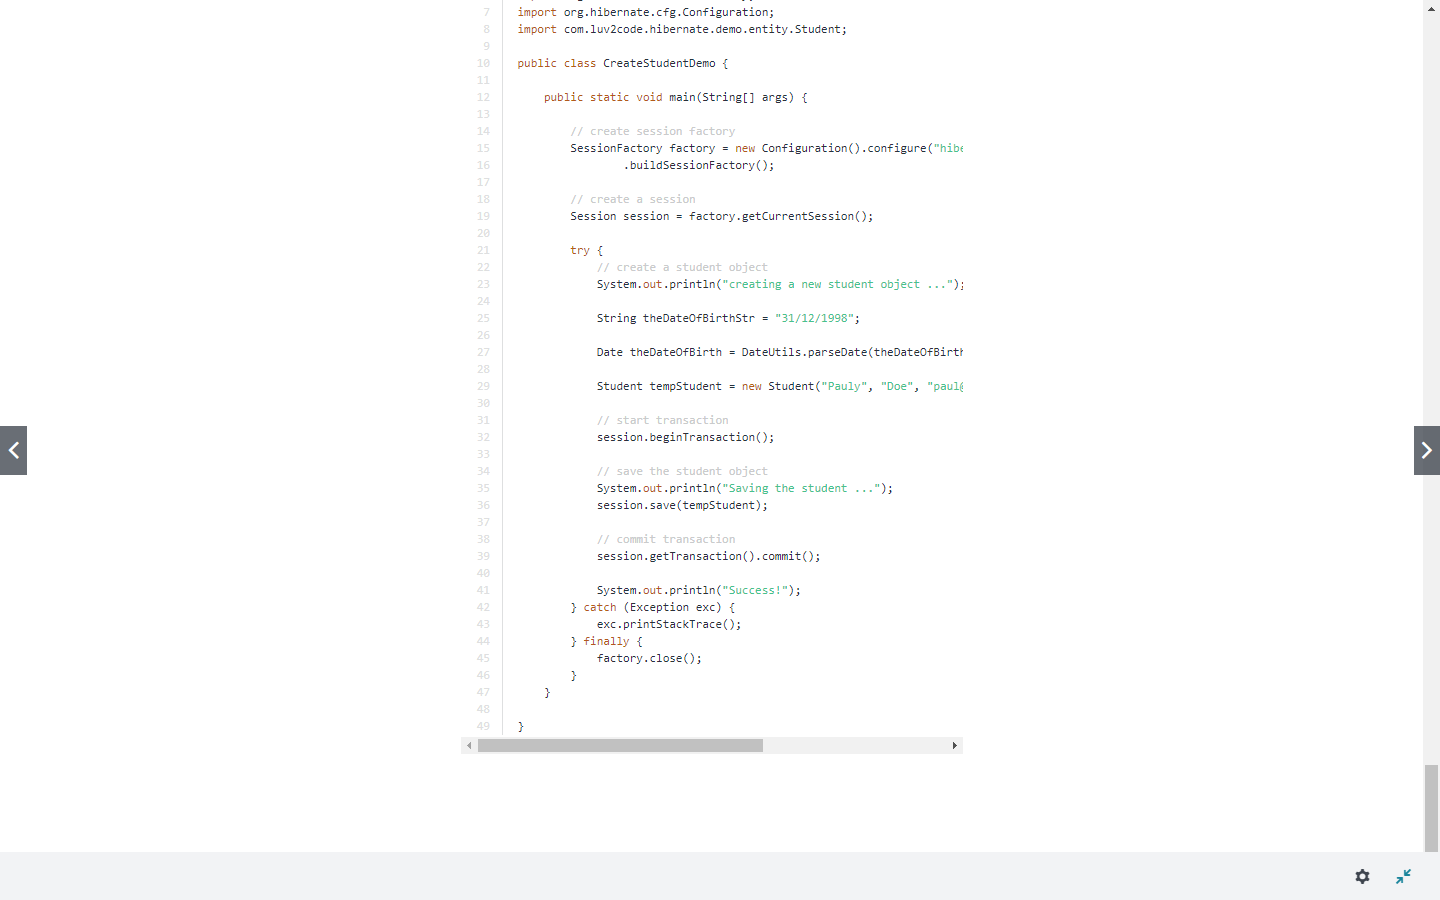 7 import org.hibernate.cfg.Configuration;
8 import com.luv2code.hibernate.demo.entity.Student;
9
10 public class CreateStudentDemo {
11
12 public static void main(String[] args) {
13
14 // create session factory
15 SessionFactory factory = new Configuration().configure("hibe
16 .buildSessionFactory();
17
18 // create a session
19 Session session = factory.getCurrentSession();
20
21 try {
22 // create a student object
23 System.out.println("creating a new student object ...");
24
25 String theDateOfBirthStr = "31/12/1998";
26
27 Date theDateOfBirth = DateUtils.parseDate(theDateOfBirth
28
29 Student tempStudent = new Student("Pauly", "Doe", "paul@
30
31 // start transaction
32 session.beginTransaction();
33
34 // save the student object
35 System.out.println("Saving the student ...");
36 session.save(tempStudent);
37
38 // commit transaction
39 session.getTransaction().commit();
40
41 System.out.println("Success!");
42 } catch (Exception exc) {
43 exc.printStackTrace();
44 } finally {
45 factory.close();
46 }
47 }
48
49 }